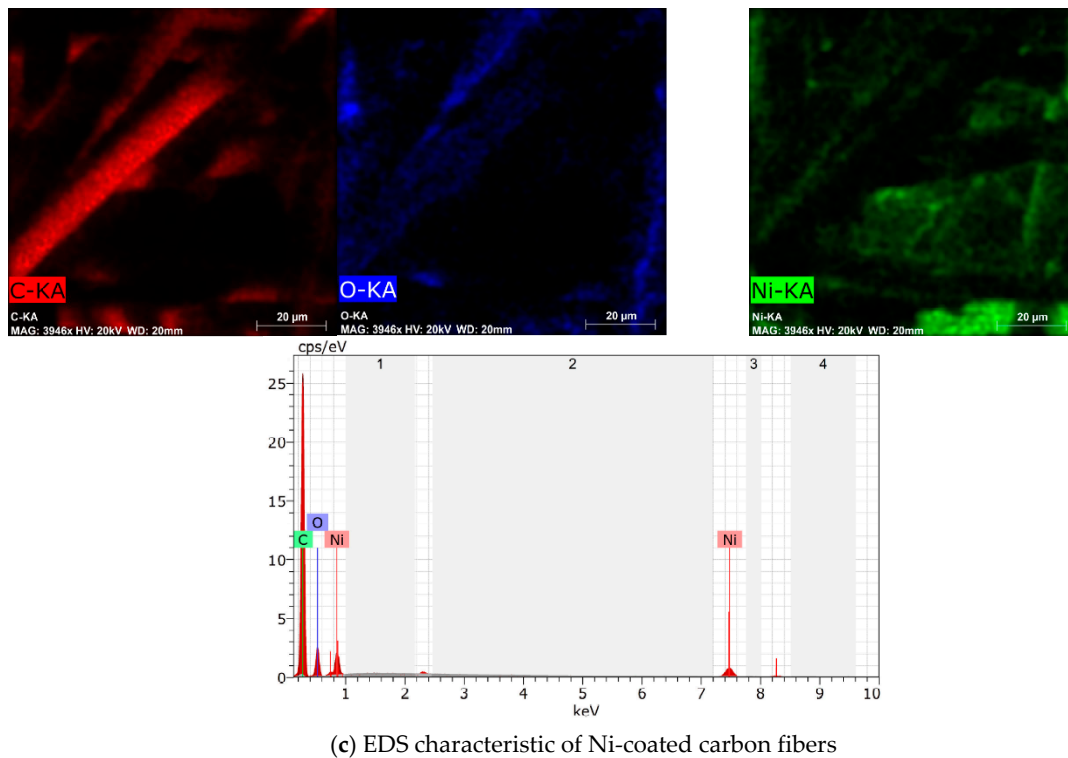 C-KA
C-KA
MAG: 3946x HV: 20kV WD: 20mm
20 µm
O-KA
O-KA
MAG: 3946x HV: 20kV WD: 20mm
20 µm
Ni-KA
Ni-KA
MAG: 3946x HV: 20kV WD: 20mm
20 µm
cps/eV
1 2 3 4
25
20
15
10
5
0
O
C Ni Ni
1 2 3 4 5 6 7 8 9 10
keV
(c) EDS characteristic of Ni-coated carbon fibers